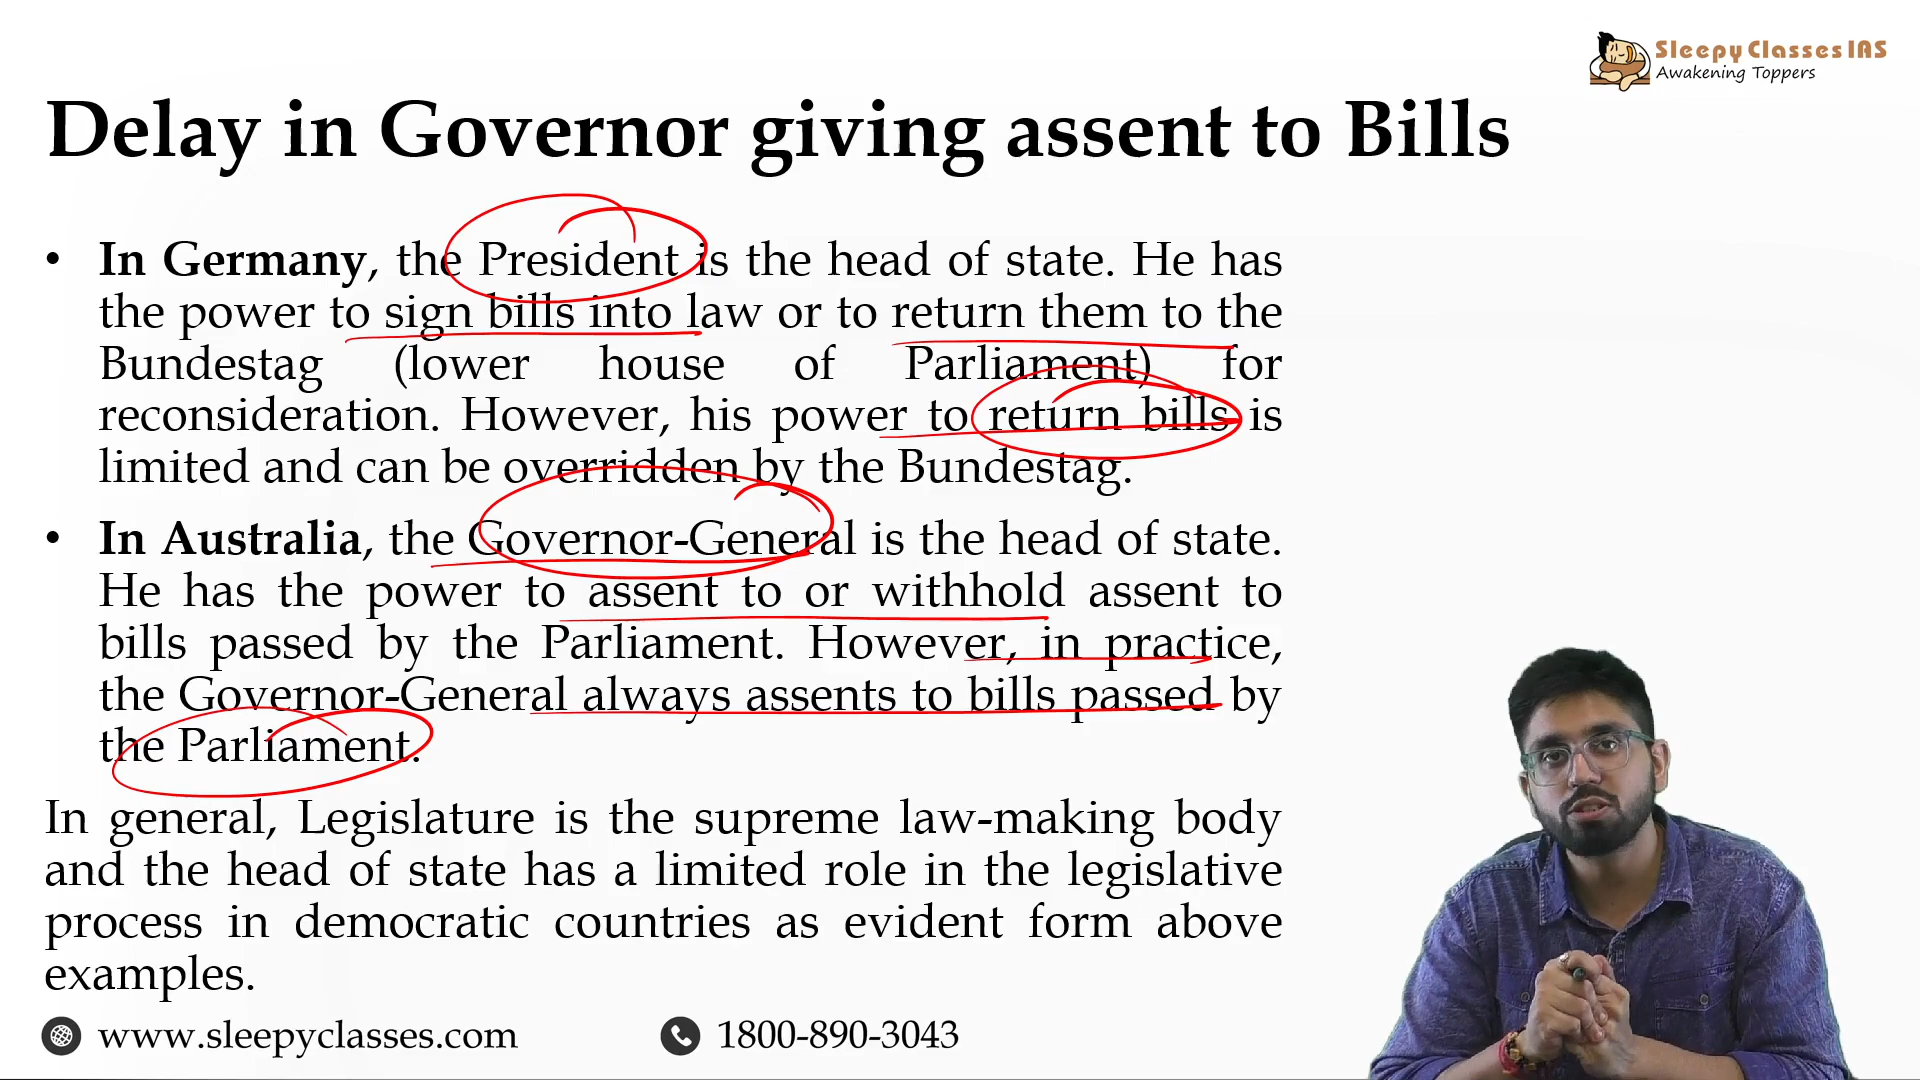 Sleepy Classes IAS
Awakening Toppers
Delay in Governor giving assent to Bills
• In Germany, the President is the head of state. He has
the power to sign bills into law or to return them to the
Bundestag (lower house of Parliament) for
reconsideration. However, his power to return bills is
limited and can be overridden by the Bundestag.
• In Australia, the Governor-General is the head of state.
He has the power to assent to or withhold assent to
bills passed by the Parliament. However, in practice,
the Governor-General always assents to bills passed by
the Parliament.
In general, Legislature is the supreme law-making body
and the head of state has a limited role in the legislative
process in democratic countries as evident form above
examples.
www.sleepyclasses.com
1800-890-3043